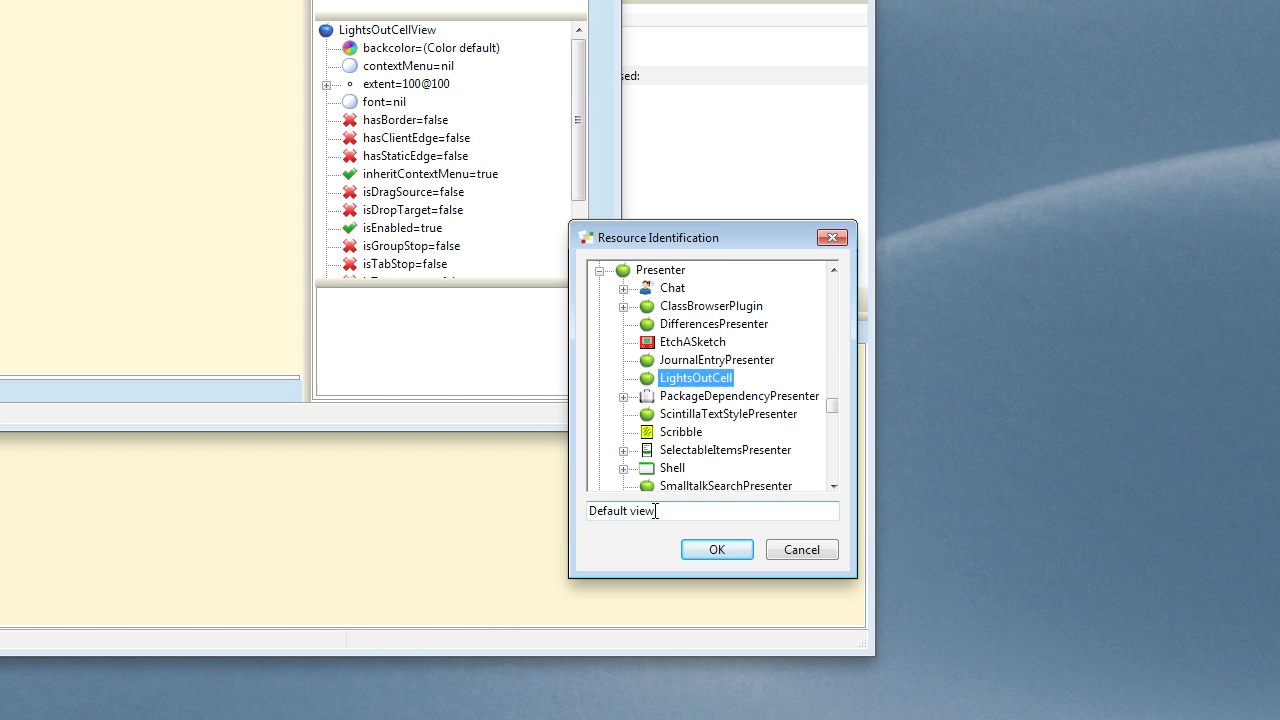 LightsOutCellView
backcolor=(Color default)
contextMenu=nil
sed:
extent=100@100
font=nil
hasBorder=false
hasClientEdge=false
hasStaticEdge=false
inheritContextMenu=true
isDragSource=false
isDropTarget=false
isEnabled=true
isGroupStop=false
isTabStop=false
Resource Identification
Presenter
Chat
ClassBrowserPlugin
DifferencesPresenter
EtchASketch
JournalEntryPresenter
LightsOutCell
PackageDependencyPresenter
ScintillaTextStylePresenter
Scribble
SelectableItemsPresenter
Shell
SmalltalkSearchPresenter
Default view
OK Cancel